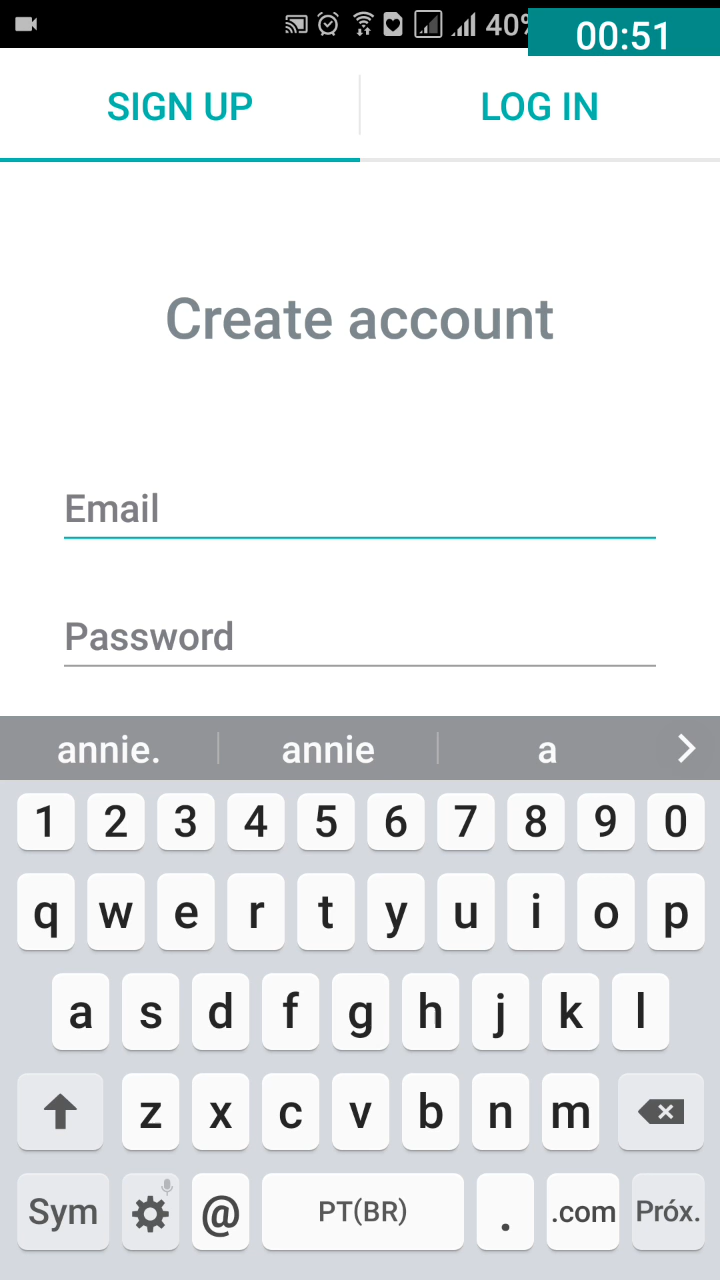 40%
00:51
SIGN UP LOG IN
Create account
Email
Password
annie. annie a
1 2 3 4 5 6 7 8 9 0
q w e r t y u i o p
a s d f g h j k l
z x c v b n m
Sym @ PT(BR) . .com Próx.